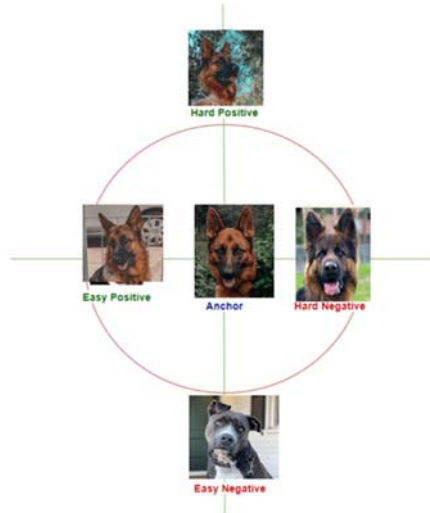 Hard Positive
Easy Positive
Anchor
Hard Negative
Easy Negative